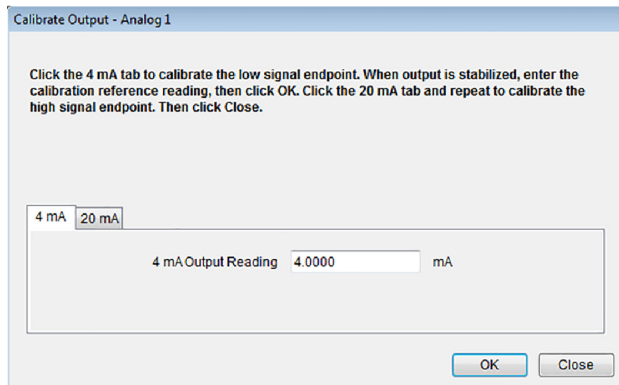 Calibrate Output - Analog 1
Click the 4 mA tab to calibrate the low signal endpoint. When output is stabilized, enter the
calibration reference reading, then click OK. Click the 20 mA tab and repeat to calibrate the
high signal endpoint. Then click Close.
4 mA 20 mA
4 mA Output Reading 4.0000 mA
OK Close